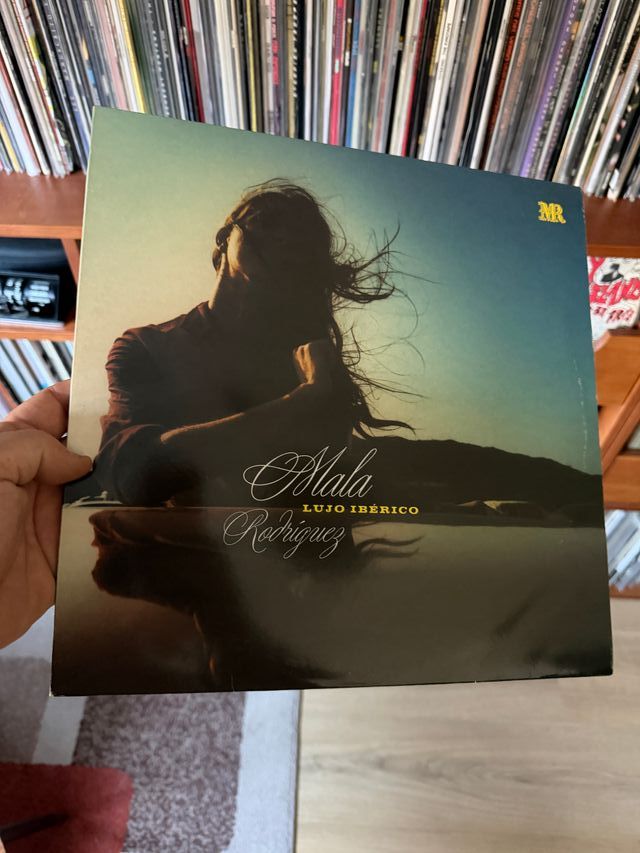 MR
Mala
LUJO IBÉRICO
Rodríguez